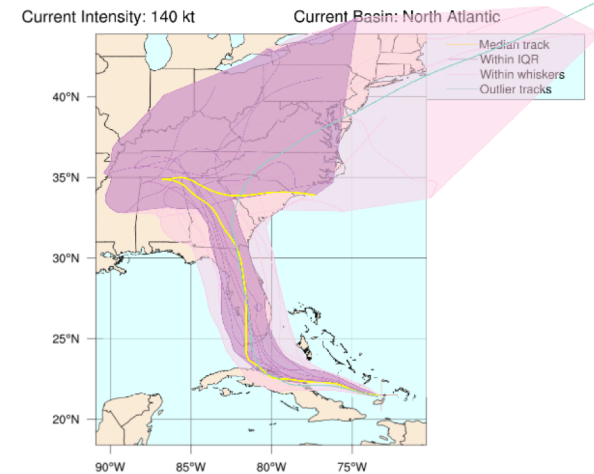 Current Intensity: 140 kt
Current Basin: North Atlantic
Median track
Within IQR
Within whiskers
Outlier tracks
40°N
35°N
30°N
25°N
20°N
90°W 85°W 80°W 75°W